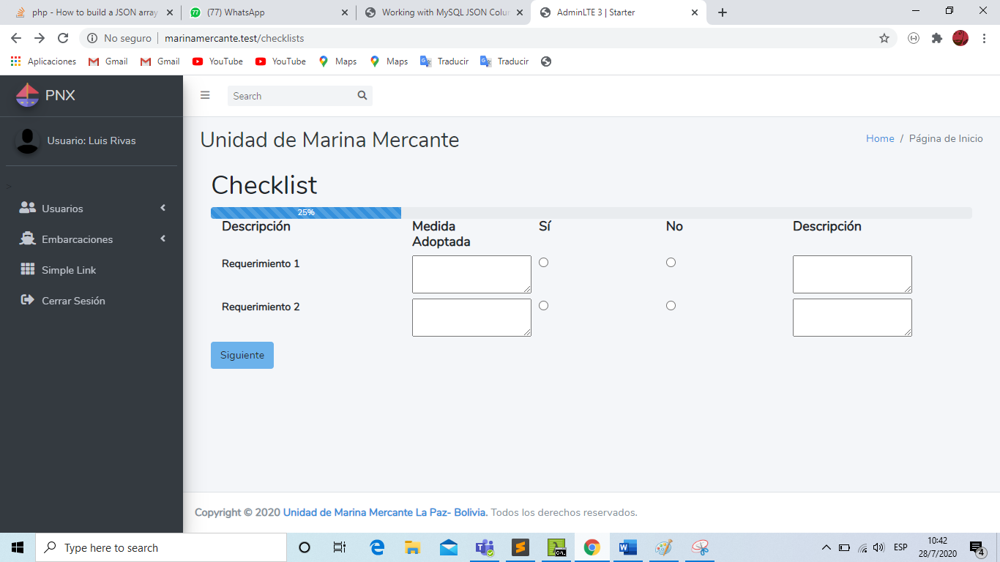 php - How to build a JSON array
(77) WhatsApp
Working with MySQL JSON Colur
AdminLTE 3 | Starter
No seguro
marinamercante.test/checklists
Aplicaciones
Gmail
Gmail
YouTube
YouTube
Maps
Maps
Traducir
Traducir
PNX
Search
Usuario: Luis Rivas
Unidad de Marina Mercante
Home / Página de Inicio
>
Usuarios
Embarcaciones
Simple Link
Cerrar Sesión
Checklist
25%
Descripción
Medida
Adoptada
Sí
No
Descripción
Requerimiento 1
Requerimiento 2
Siguiente
Copyright © 2020 Unidad de Marina Mercante La Paz- Bolivia. Todos los derechos reservados.
Type here to search
ESP
10:42
28/7/2020
4